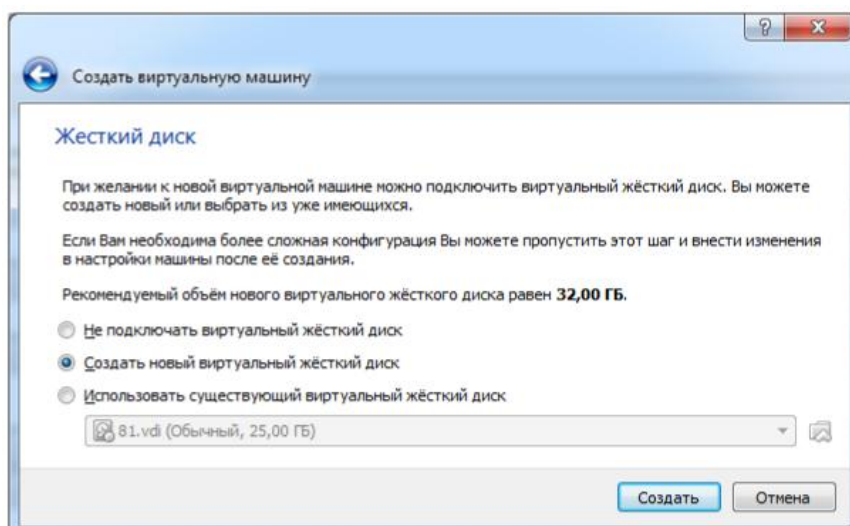 Создать виртуальную машину
Жесткий диск
При желании к новой виртуальной машине можно подключить виртуальный жёсткий диск. Вы можете
создать новый или выбрать из уже имеющихся.
Если Вам необходима более сложная конфигурация Вы можете пропустить этот шаг и внести изменения
в настройки машины после её создания.
Рекомендуемый объём нового виртуального жёсткого диска равен 32,00 ГБ.
Не подключать виртуальный жёсткий диск
Создать новый виртуальный жёсткий диск
Использовать существующий виртуальный жёсткий диск
81.vdi (Обычный, 25,00 ГБ)
Создать Отмена